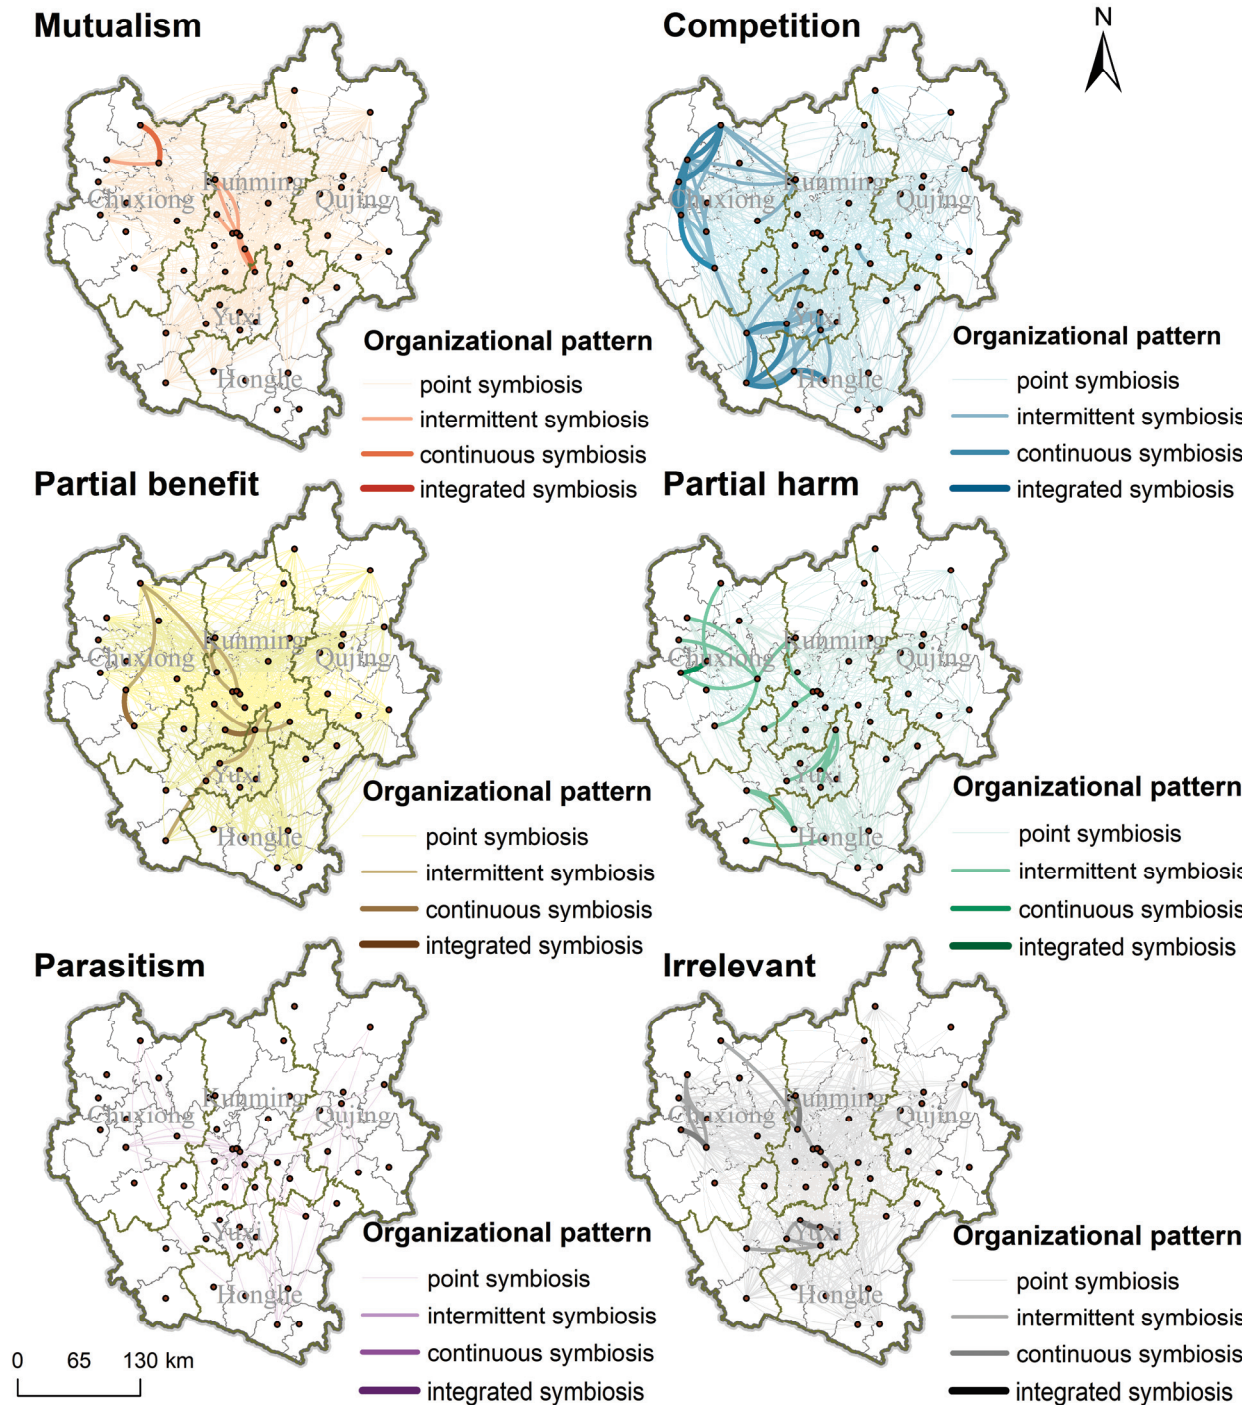 Mutualism
Competition
N
Kunming
Chuxiong
Qujing
Yuxi
Honghe
Organizational pattern
point symbiosis
intermittent symbiosis
continuous symbiosis
integrated symbiosis
Kunming
Chuxiong
Qujing
Yuxi
Honghe
Organizational pattern
point symbiosis
intermittent symbiosis
continuous symbiosis
integrated symbiosis
Partial benefit
Partial harm
Kunming
Chuxiong
Qujing
Yuxi
Honghe
Organizational pattern
point symbiosis
intermittent symbiosis
continuous symbiosis
integrated symbiosis
Kunming
Chuxiong
Qujing
Yuxi
Honghe
Organizational pattern
point symbiosis
intermittent symbiosis
continuous symbiosis
integrated symbiosis
Parasitism
Irrelevant
Kunming
Chuxiong
Qujing
Yuxi
Honghe
Organizational pattern
point symbiosis
intermittent symbiosis
continuous symbiosis
integrated symbiosis
Kunming
Chuxiong
Qujing
Yuxi
Honghe
Organizational pattern
point symbiosis
intermittent symbiosis
continuous symbiosis
integrated symbiosis
0 65 130 km